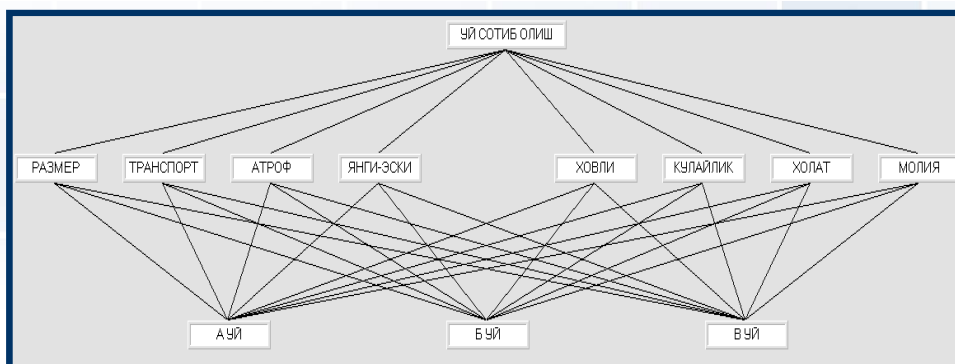 УЙ СОТИБ ОЛИШ
РАЗМЕР
ТРАНСПОРТ
АТРОФ
ЯНГИ-ЭСКИ
ХОВЛИ
КУЛАЙЛИК
ХОЛАТ
МОЛИЯ
А УЙ
Б УЙ
В УЙ